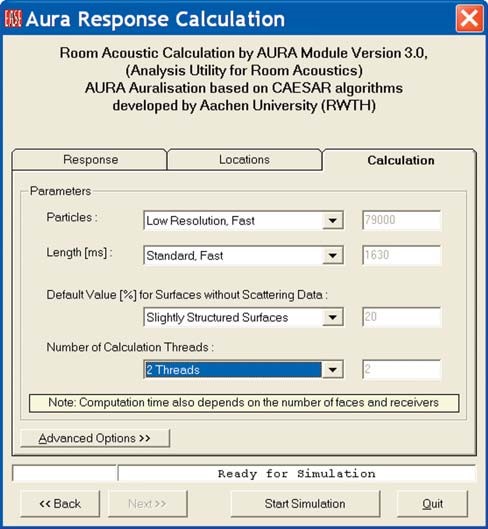 EASE Aura Response Calculation
Room Acoustic Calculation by AURA Module Version 3.0,
(Analysis Utility for Room Acoustics)
AURA Auralisation based on CAESAR algorithms
developed by Aachen University (RWTH)
Response Locations Calculation
Parameters
Particles : Low Resolution, Fast 79000
Length [ms] : Standard, Fast 1630
Default Value [%] for Surfaces without Scattering Data :
Slightly Structured Surfaces 20
Number of Calculation Threads :
2 Threads 2
Note: Computation time also depends on the number of faces and receivers
Advanced Options >>
Ready for Simulation
<< Back Next >> Start Simulation Quit